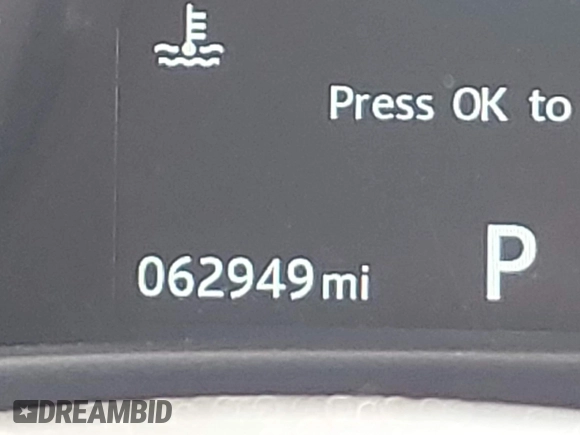 Press OK to
062949 mi P
DREAMBID